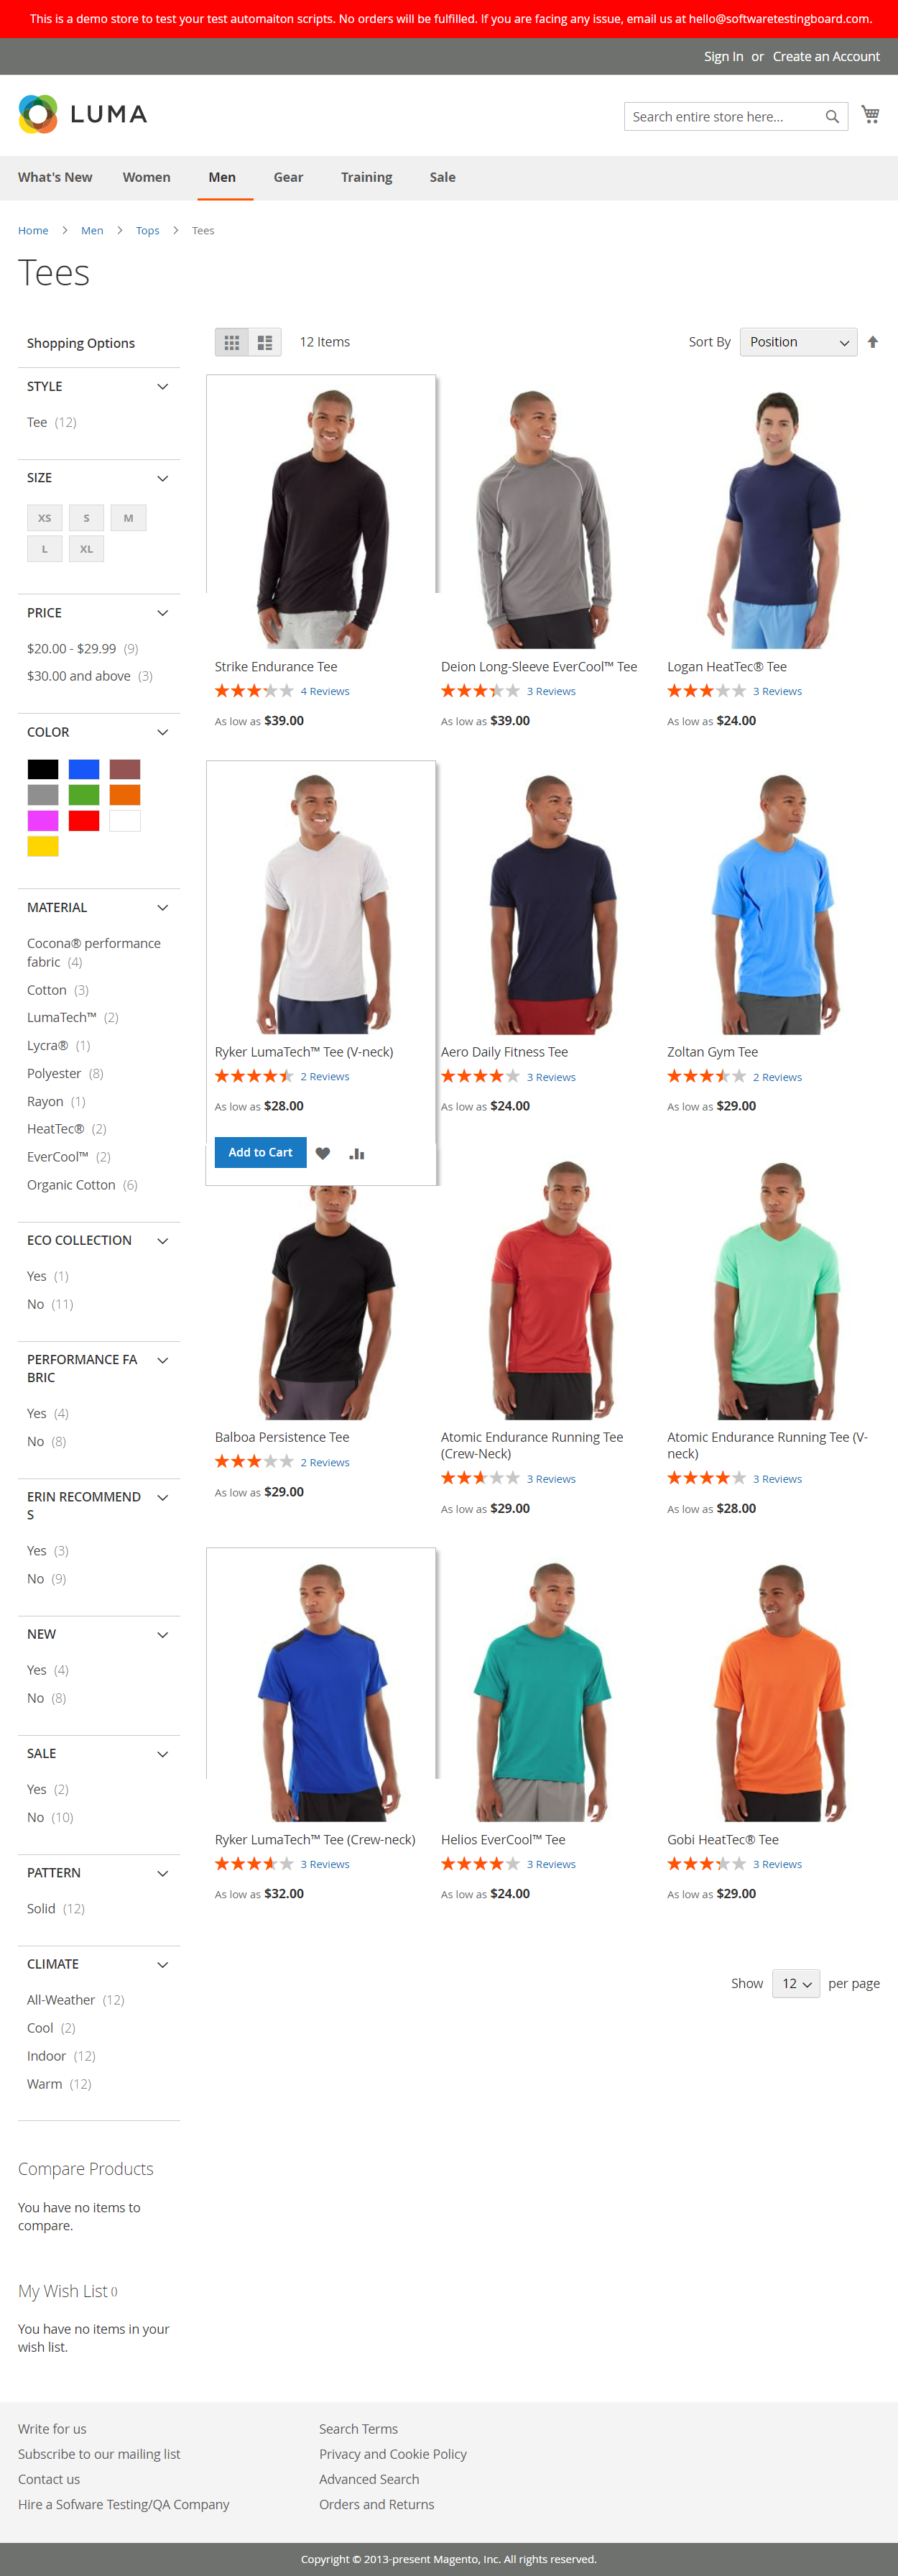 This is a demo store to test your test automaiton scripts. No orders will be fulfilled. If you are facing any issue, email us at hello@softwaretestingboard.com.
Sign In or Create an Account
LUMA
Search entire store here...
What's New Women Men Gear Training Sale
Home > Men > Tops > Tees
Tees
Shopping Options
STYLE
Tee (12)
SIZE
XS S M
L XL
PRICE
$20.00 - $29.99 (9)
$30.00 and above (3)
COLOR
MATERIAL
Cocona® performance
fabric (4)
Cotton (3)
LumaTech™ (2)
Lycra® (1)
Polyester (8)
Rayon (1)
HeatTec® (2)
EverCool™ (2)
Organic Cotton (6)
ECO COLLECTION
Yes (1)
No (11)
PERFORMANCE FA
BRIC
Yes (4)
No (8)
ERIN RECOMMEND
S
Yes (3)
No (9)
NEW
Yes (4)
No (8)
SALE
Yes (2)
No (10)
PATTERN
Solid (12)
CLIMATE
All-Weather (12)
Cool (2)
Indoor (12)
Warm (12)
Compare Products
You have no items to
compare.
My Wish List ()
You have no items in your
wish list.
12 Items
Sort By Position
Strike Endurance Tee
4 Reviews
As low as $39.00
Deion Long-Sleeve EverCool™ Tee
3 Reviews
As low as $39.00
Logan HeatTec® Tee
3 Reviews
As low as $24.00
Ryker LumaTech™ Tee (V-neck)
2 Reviews
As low as $28.00
Add to Cart
Aero Daily Fitness Tee
3 Reviews
As low as $24.00
Zoltan Gym Tee
2 Reviews
As low as $29.00
Balboa Persistence Tee
2 Reviews
As low as $29.00
Atomic Endurance Running Tee
(Crew-Neck)
3 Reviews
As low as $29.00
Atomic Endurance Running Tee (V-
neck)
3 Reviews
As low as $28.00
Ryker LumaTech™ Tee (Crew-neck)
3 Reviews
As low as $32.00
Helios EverCool™ Tee
3 Reviews
As low as $24.00
Gobi HeatTec® Tee
3 Reviews
As low as $29.00
Show 12 per page
Write for us
Subscribe to our mailing list
Contact us
Hire a Sofware Testing/QA Company
Search Terms
Privacy and Cookie Policy
Advanced Search
Orders and Returns
Copyright © 2013-present Magento, Inc. All rights reserved.